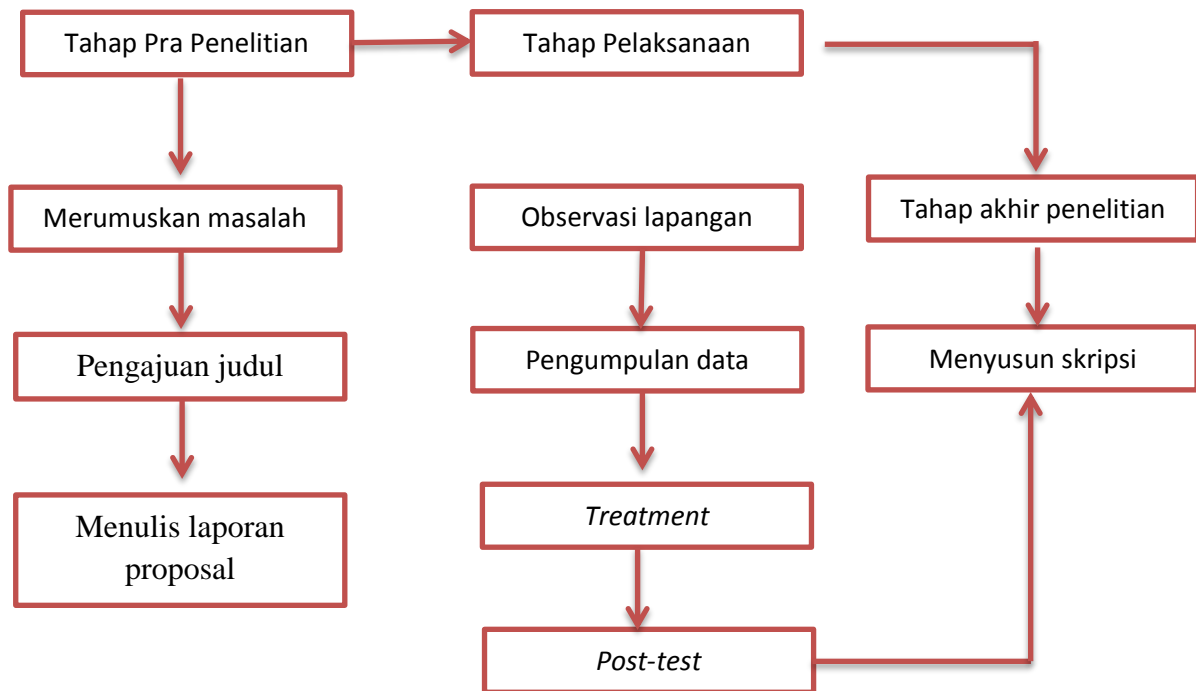 Tahap Pra Penelitian
Tahap Pelaksanaan
Merumuskan masalah
Observasi lapangan
Tahap akhir penelitian
Pengajuan judul
Pengumpulan data
Menyusun skripsi
Menulis laporan
proposal
Treatment
Post-test